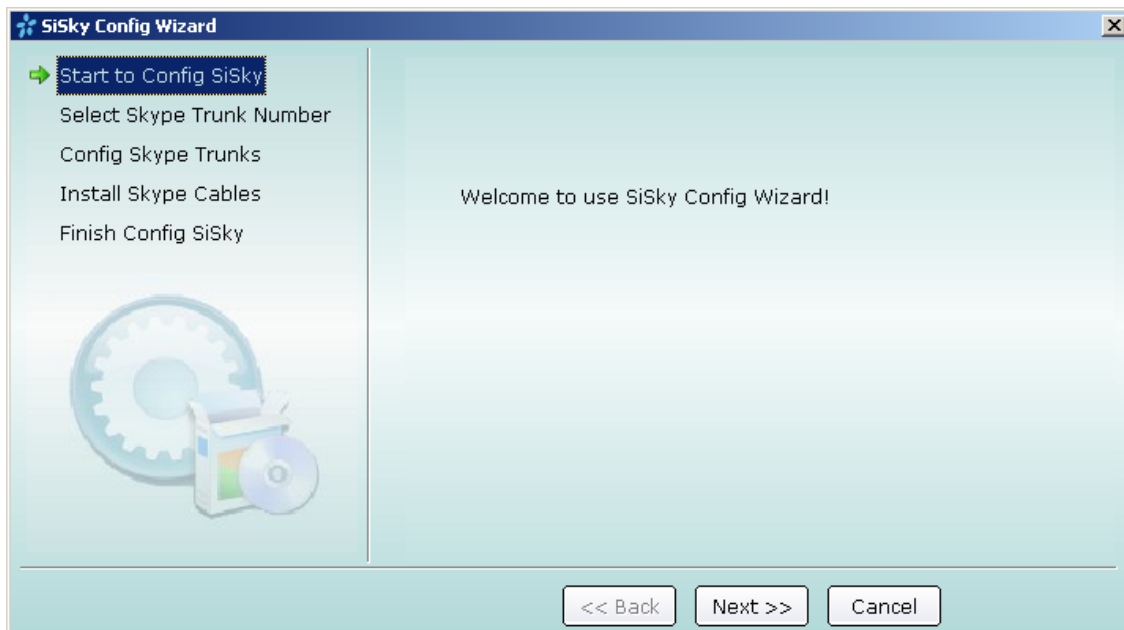 SiSky Config Wizard
Start to Config SiSky
Select Skype Trunk Number
Config Skype Trunks
Install Skype Cables
Finish Config SiSky
Welcome to use SiSky Config Wizard!
<< Back
Next >>
Cancel